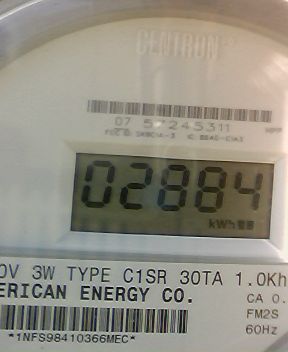 CENTRON
07 57245311
02884
kWh
0V 3W TYPE C1SR 30TA 1.0Kh
ERICAN ENERGY CO.
CA 0.
FM2S
60Hz
*1NFS98410366MEC*